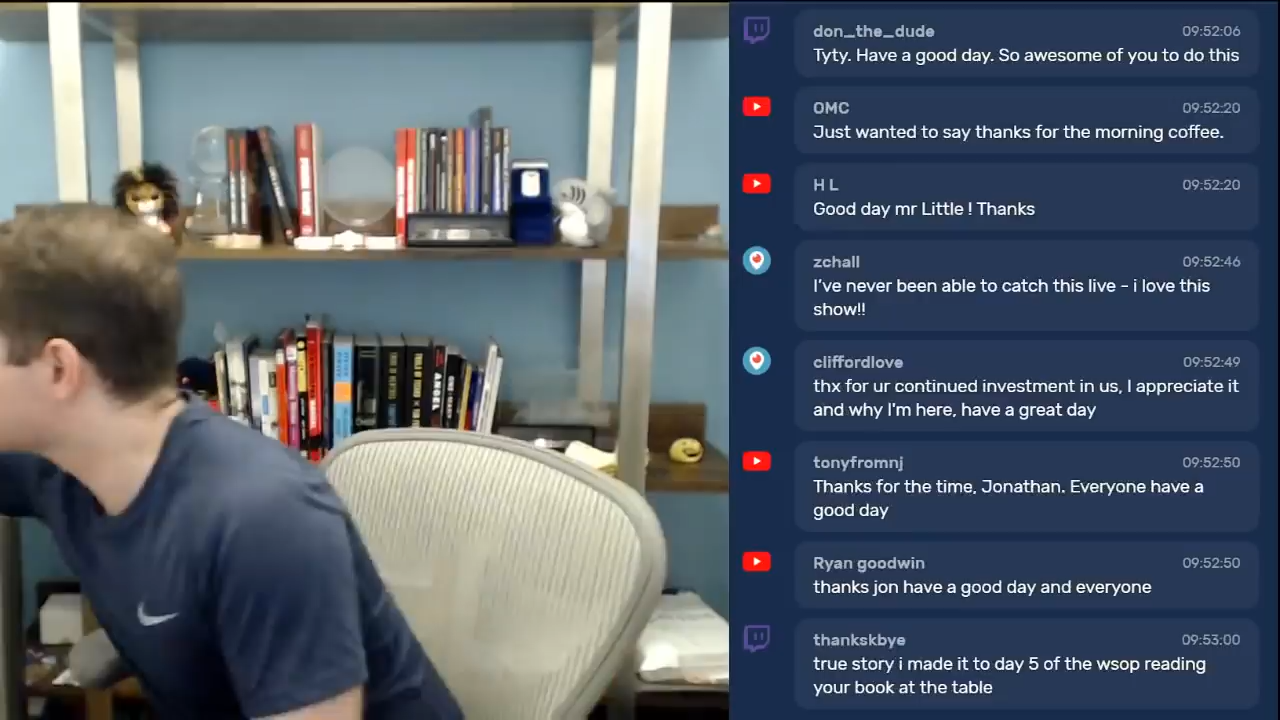 don_the_dude 09:52:06
Tyty. Have a good day. So awesome of you to do this
OMC 09:52:20
Just wanted to say thanks for the morning coffee.
H L 09:52:20
Good day mr Little ! Thanks
zchall 09:52:46
I've never been able to catch this live - i love this
show!!
cliffordlove 09:52:49
thx for ur continued investment in us, I appreciate it
and why I'm here, have a great day
tonyfromnj 09:52:50
Thanks for the time, Jonathan. Everyone have a
good day
Ryan goodwin 09:52:50
thanks jon have a good day and everyone
thankskbye 09:53:00
true story i made it to day 5 of the wsop reading
your book at the table
ANGEL